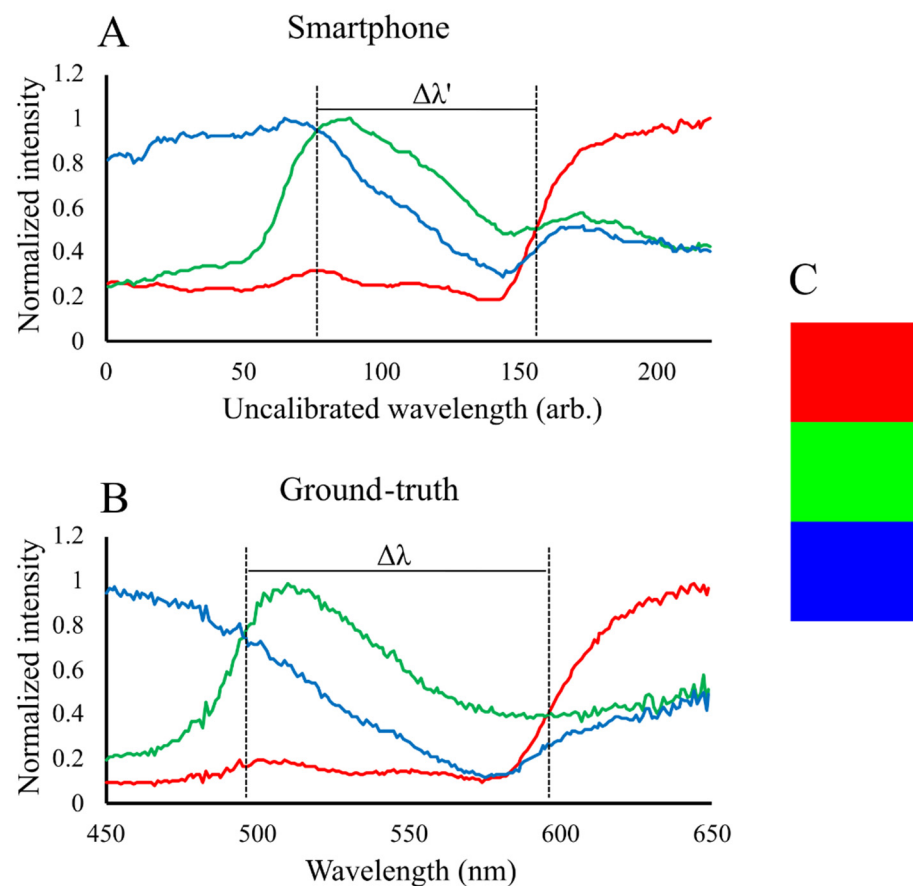 A
Smartphone
Δλ'
1.2
1
0.8
0.6
0.4
0.2
0
Normalized intensity
0 50 100 150 200
Uncalibrated wavelength (arb.)
C
B
Ground-truth
Δλ
1.2
1
0.8
0.6
0.4
0.2
0
Normalized intensity
450 500 550 600 650
Wavelength (nm)